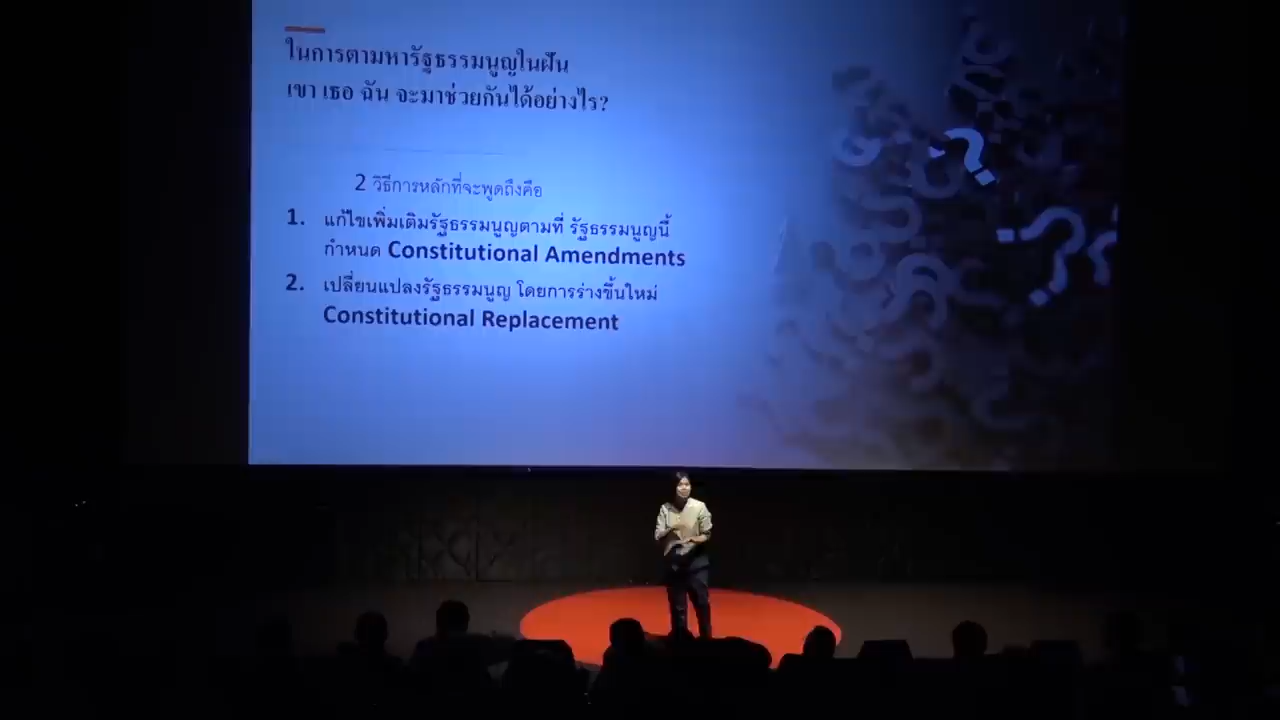 ในการตามหารัฐธรรมนูญในฝัน
เขา เธอ ฉัน จะมาช่วยกันได้อย่างไร?
2 วิธีการหลักที่จะพูดถึงคือ
1. แก้ไขเพิ่มเติมรัฐธรรมนูญตามที่ รัฐธรรมนูญนี้
กำหนด Constitutional Amendments
2. เปลี่ยนแปลงรัฐธรรมนูญ โดยการร่างขึ้นใหม่
Constitutional Replacement